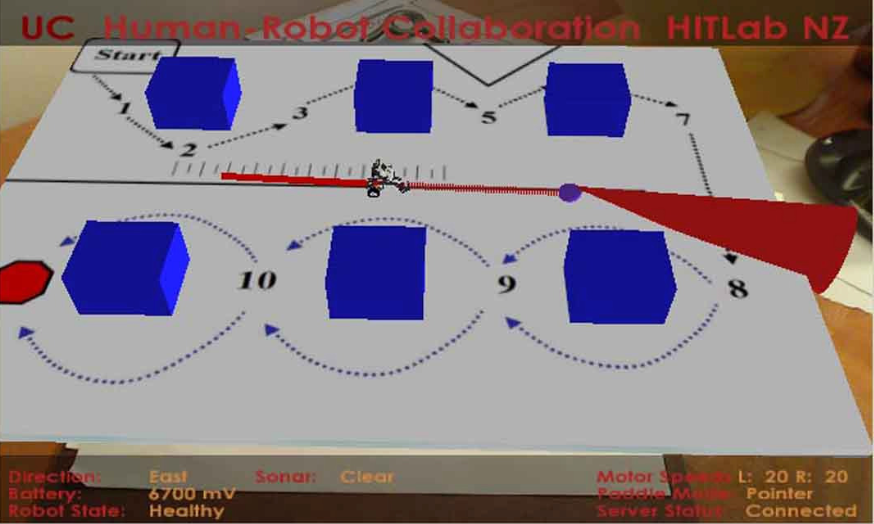 UC Human-Robot Collaboration HITLab NZ
Start
1
2
3
5
7
10
9
8
Direction: East Sonar: Clear Motor Speeds L: 20 R: 20
Battery: 6700 mV Paddle Mode: Pointer
Robot State: Healthy Server Status: Connected